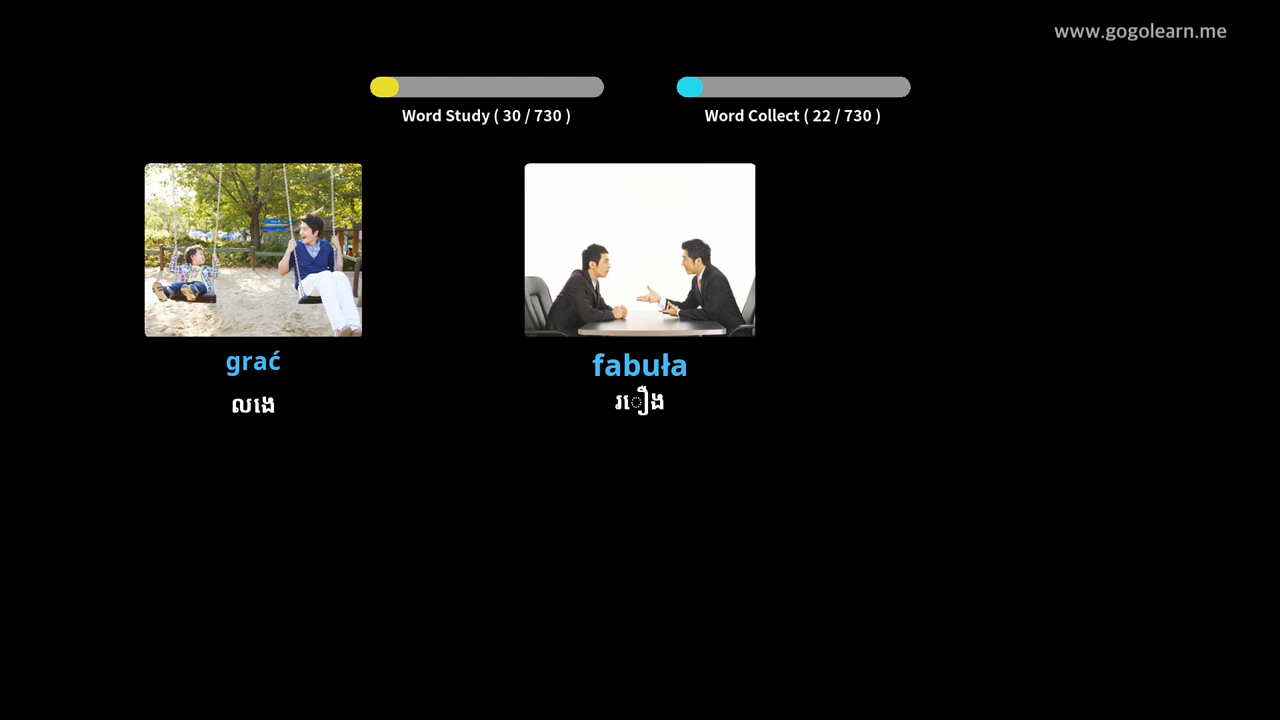 www.gogolearn.me
Word Study ( 30 / 730 )
Word Collect ( 22 / 730 )
grać
លេង
fabuła
រឿង